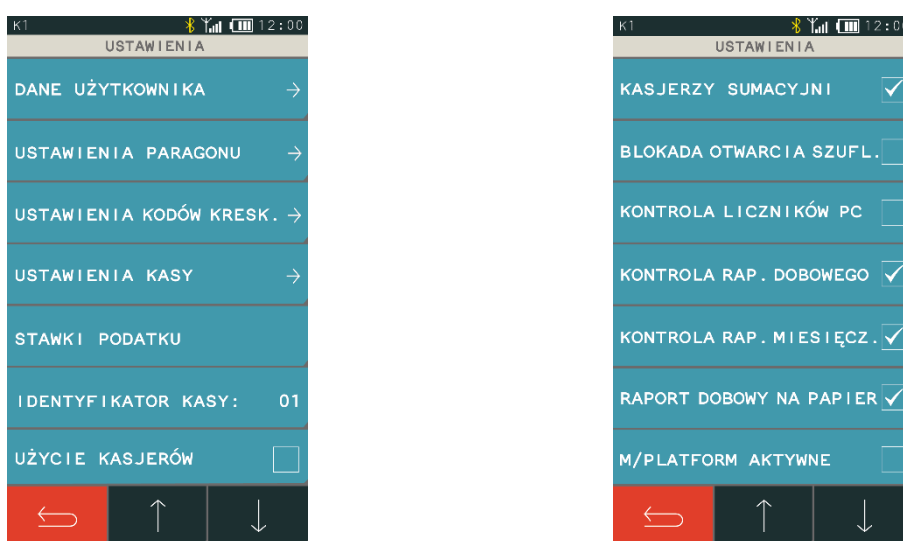 K1 12:00
USTAWIENIA
DANE UŻYTKOWNIKA →
USTAWIENIA PARAGONU →
USTAWIENIA KODÓW KRESK. →
USTAWIENIA KASY →
STAWKI PODATKU
IDENTYFIKATOR KASY: 01
UŻYCIE KASJERÓW
K1 12:00
USTAWIENIA
KASJERZY SUMACYJNI
BLOKADA OTWARCIA SZUFL.
KONTROLA LICZNIKÓW PC
KONTROLA RAP. DOBOWEGO
KONTROLA RAP. MIESIĘCZ.
RAPORT DOBOWY NA PAPIER
M/PLATFORM AKTYWNE